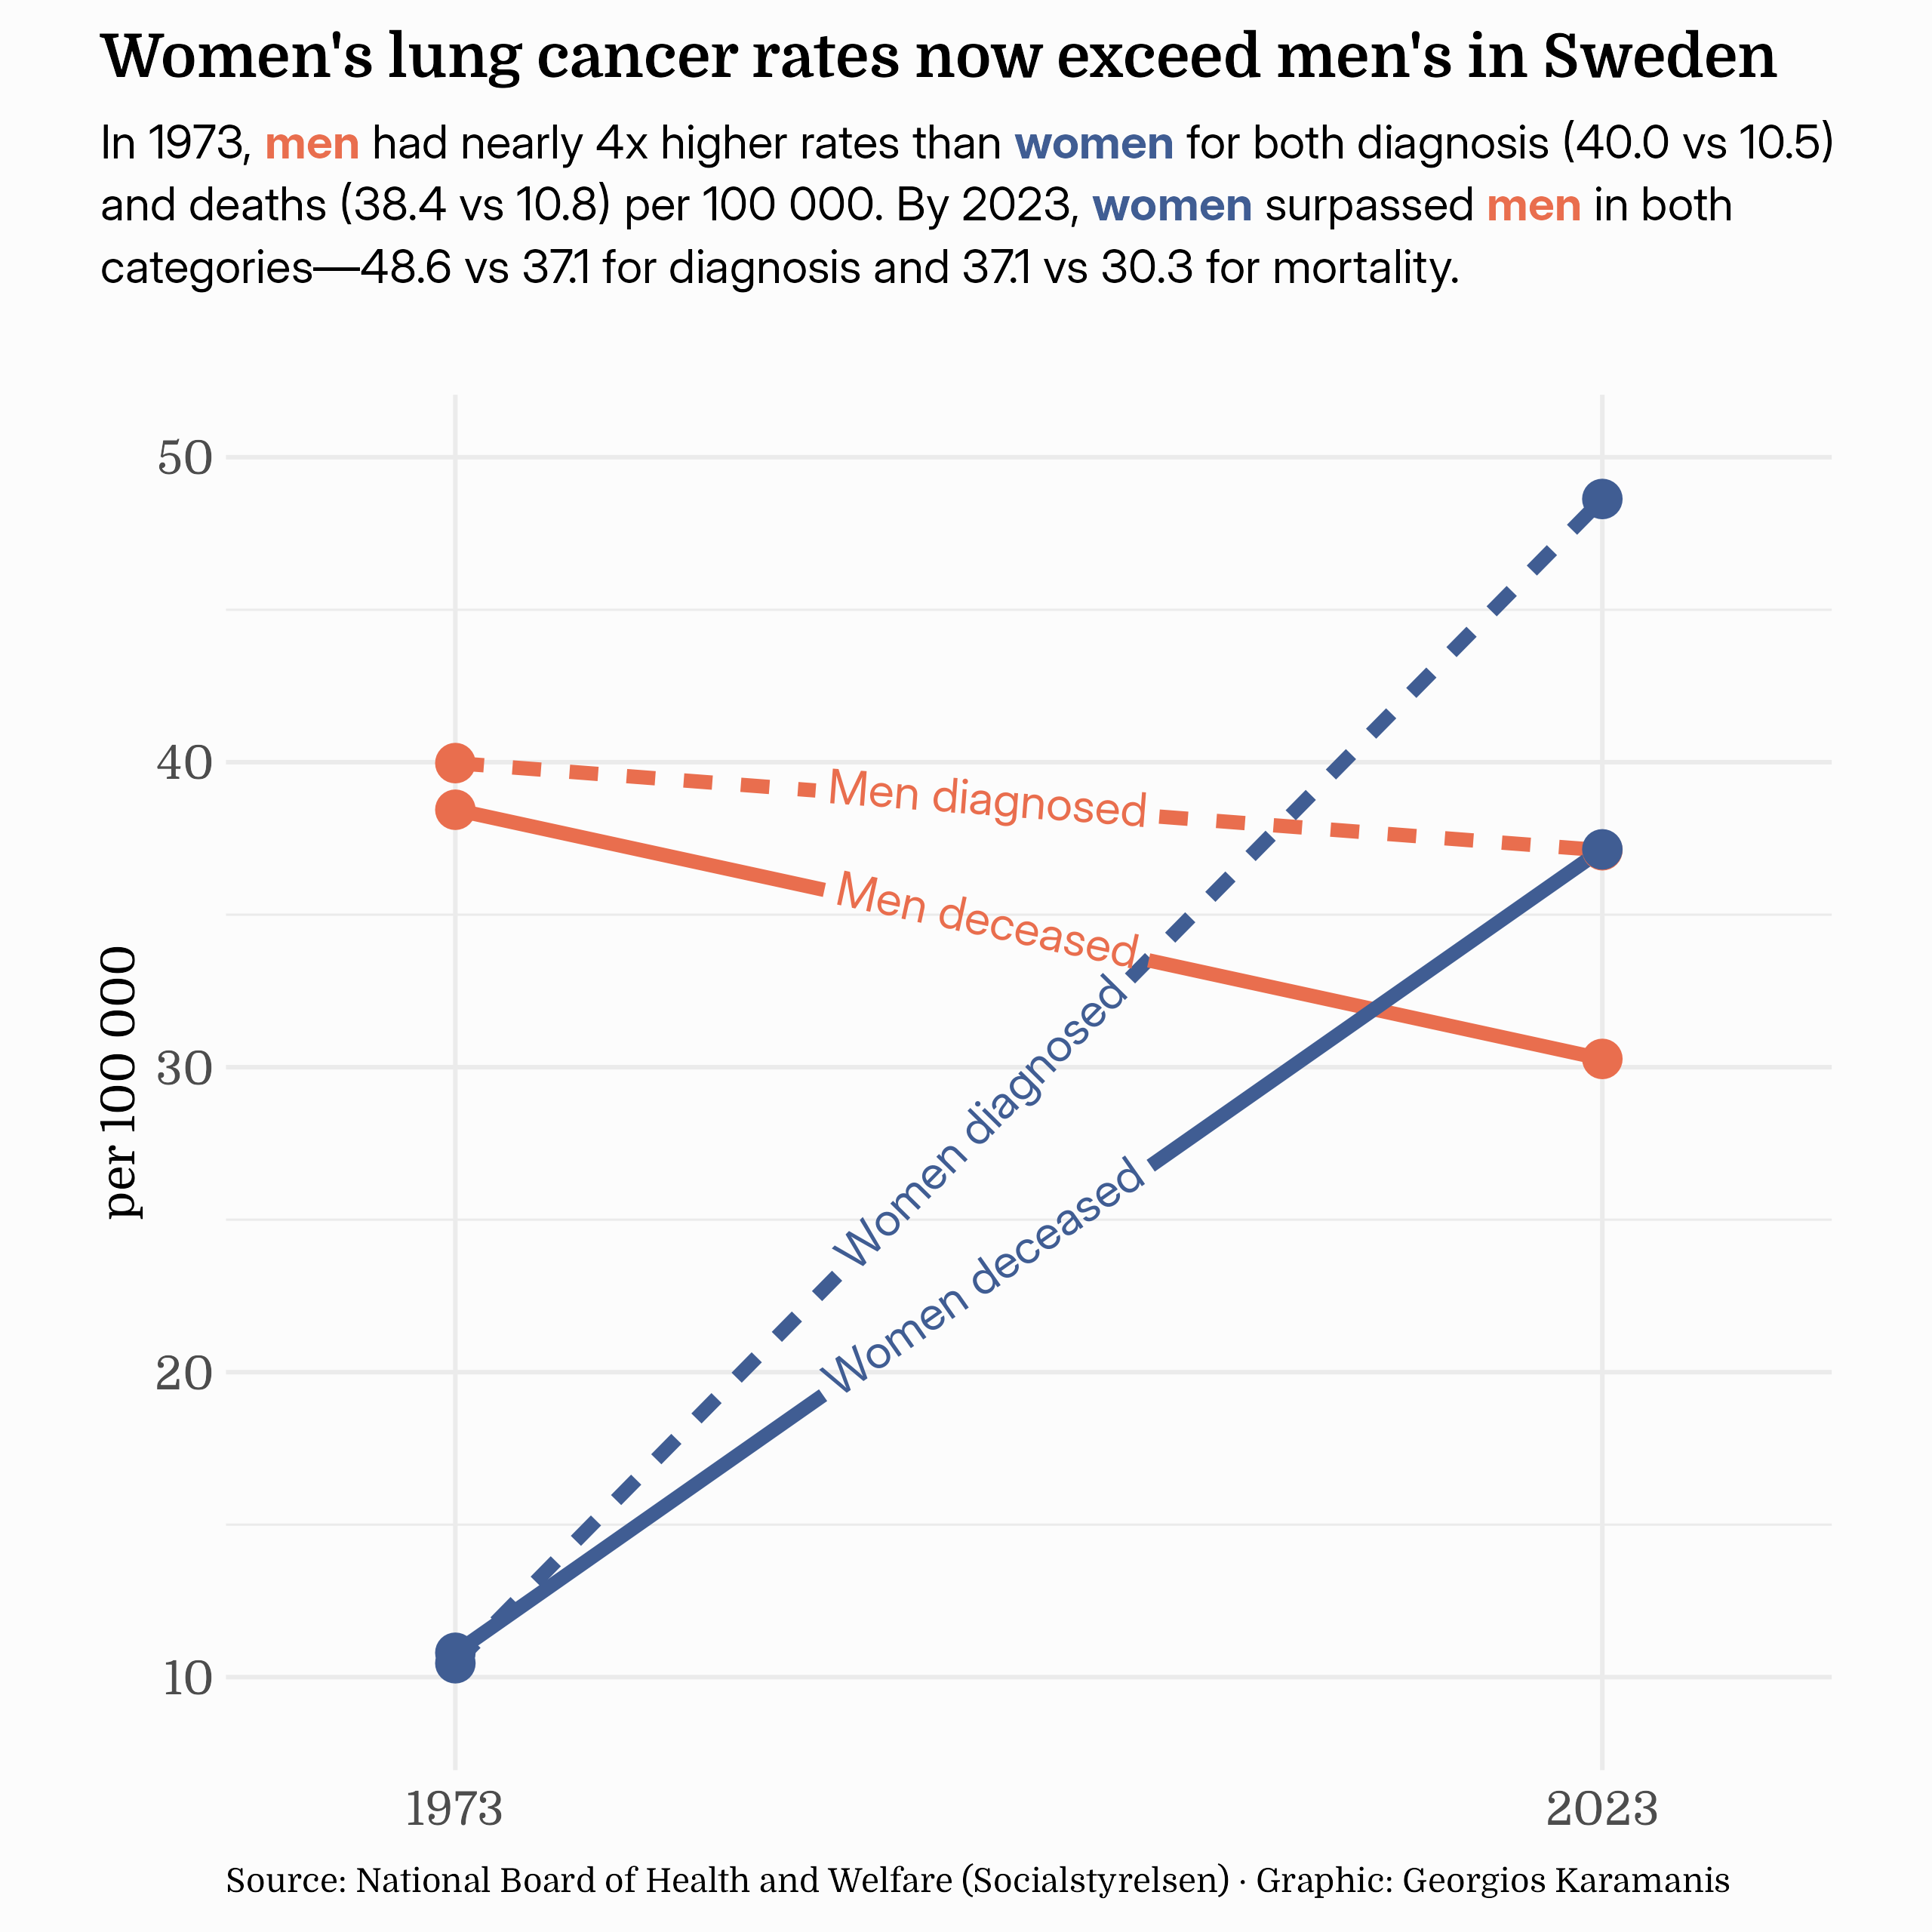 Women's lung cancer rates now exceed men's in Sweden
In 1973, men had nearly 4x higher rates than women for both diagnosis (40.0 vs 10.5)
and deaths (38.4 vs 10.8) per 100 000. By 2023, women surpassed men in both
categories—48.6 vs 37.1 for diagnosis and 37.1 vs 30.3 for mortality.
50
40
30
20
10
per 100 000
Men diagnosed
Men deceased
Women diagnosed
Women deceased
1973
2023
Source: National Board of Health and Welfare (Socialstyrelsen) · Graphic: Georgios Karamanis